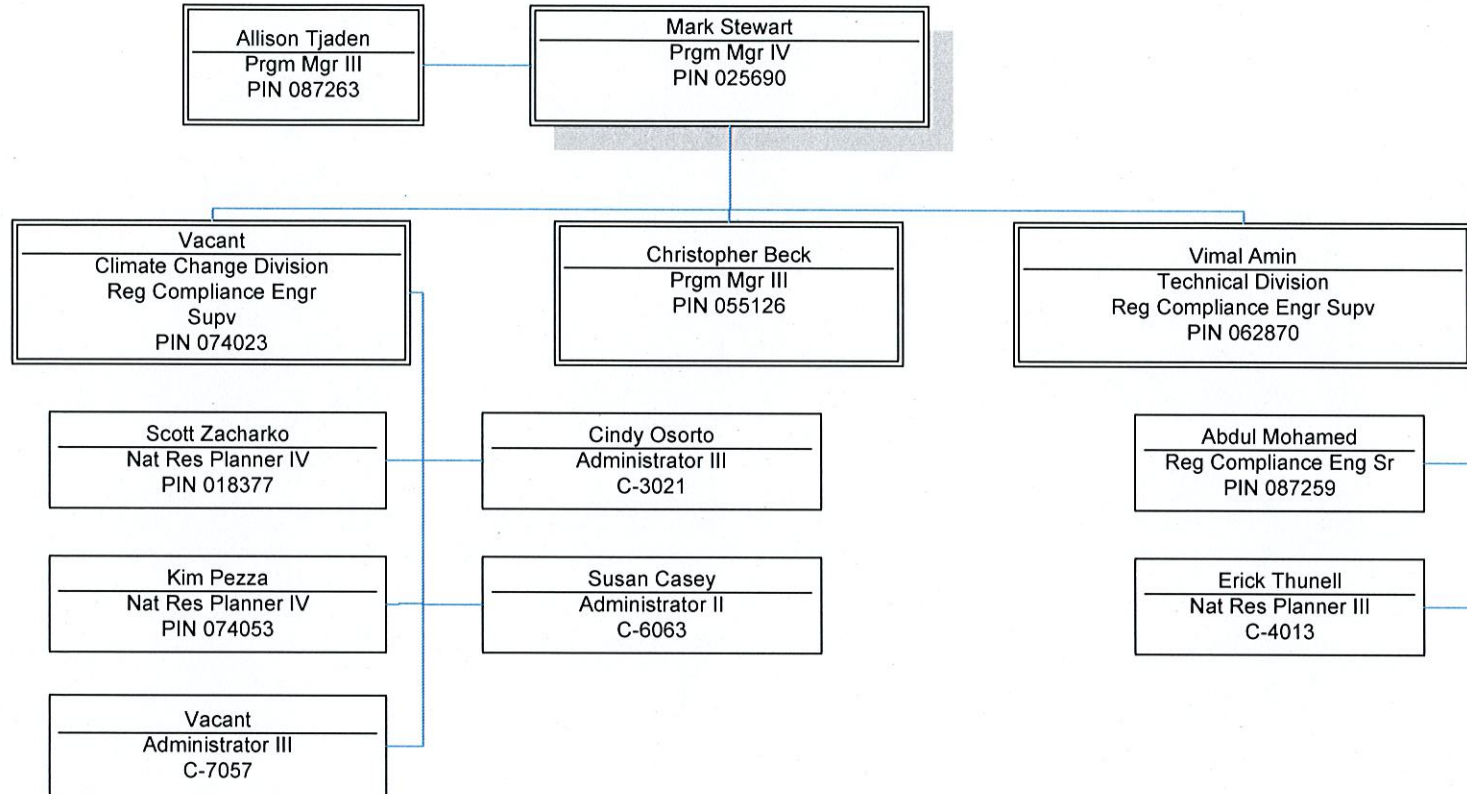 Allison Tjaden
Prgm Mgr III
PIN 087263
Mark Stewart
Prgm Mgr IV
PIN 025690
Vacant
Climate Change Division
Reg Compliance Engr
Supv
PIN 074023
Christopher Beck
Prgm Mgr III
PIN 055126
Vimal Amin
Technical Division
Reg Compliance Engr Supv
PIN 062870
Scott Zacharko
Nat Res Planner IV
PIN 018377
Cindy Osorto
Administrator III
C-3021
Abdul Mohamed
Reg Compliance Eng Sr
PIN 087259
Kim Pezza
Nat Res Planner IV
PIN 074053
Susan Casey
Administrator II
C-6063
Erick Thunell
Nat Res Planner III
C-4013
Vacant
Administrator III
C-7057